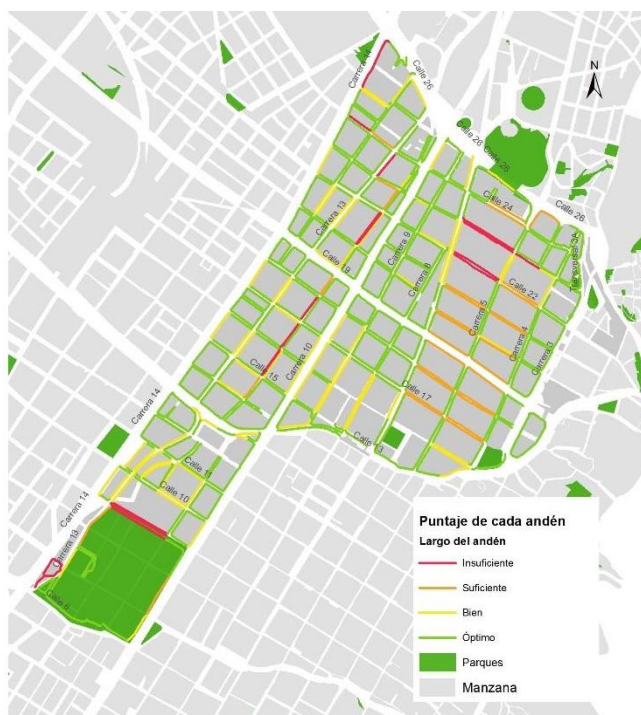 N
Carrera 14
Calle 26
Calle 26
Calle 26
Calle 24
Calle 26
Carrera 13
Carrera 9
Transversal 3A
Calle 19
Carrera 8
Calle 22
Carrera 5
Carrera 4
Carrera 3
Carrera 10
Calle 15
Calle 17
Carrera 14
Calle 13
Calle 11
Calle 10
Carrera 14
Carrera 13
Calle 6
Puntaje de cada andén
Largo del andén
Insuficiente
Suficiente
Bien
Óptimo
Parques
Manzana